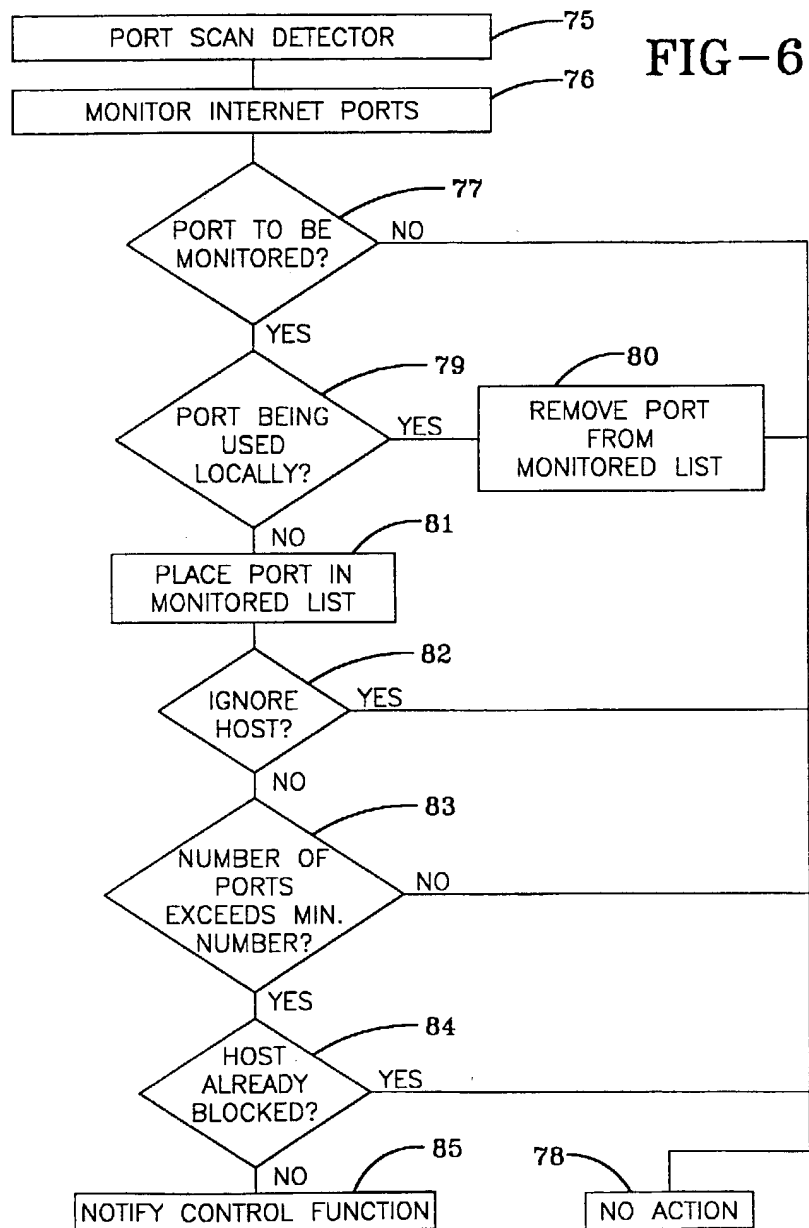 PORT SCAN DETECTOR
75
FIG-6
MONITOR INTERNET PORTS
76
77
PORT TO BE
MONITORED?
NO
YES
79
80
PORT BEING
USED
LOCALLY?
YES
REMOVE PORT
FROM
MONITORED LIST
NO
81
PLACE PORT IN
MONITORED LIST
82
IGNORE
HOST?
YES
NO
83
NUMBER OF
PORTS
EXCEEDS MIN.
NUMBER?
NO
YES
84
HOST
ALREADY
BLOCKED?
YES
NO
85
78
NOTIFY CONTROL FUNCTION
NO ACTION